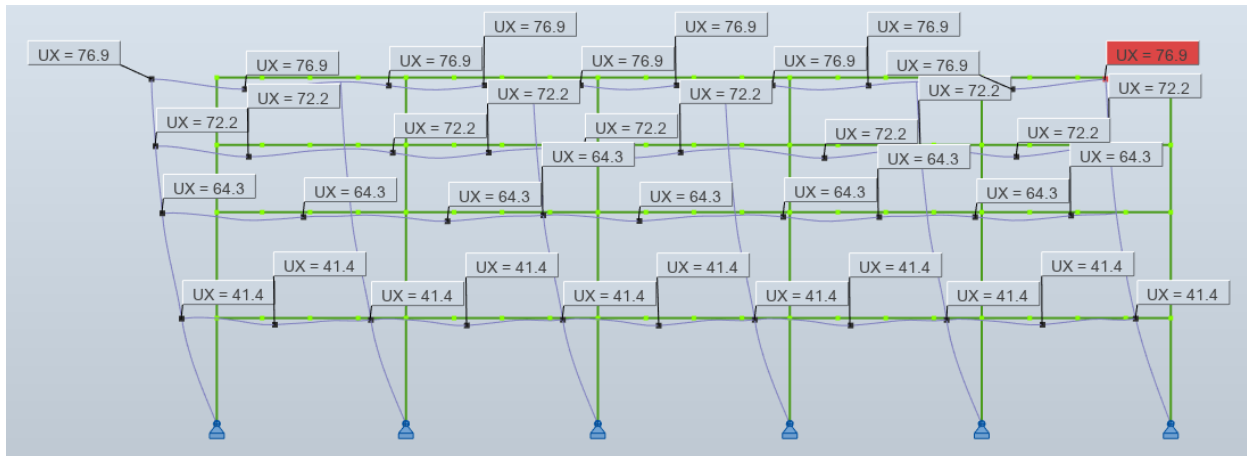 UX = 76.9
UX = 76.9
UX = 76.9
UX = 76.9
UX = 76.9
UX = 76.9
UX = 76.9
UX = 76.9
UX = 76.9
UX = 76.9
UX = 72.2
UX = 72.2
UX = 72.2
UX = 72.2
UX = 72.2
UX = 72.2
UX = 72.2
UX = 72.2
UX = 72.2
UX = 72.2
UX = 64.3
UX = 64.3
UX = 64.3
UX = 64.3
UX = 64.3
UX = 64.3
UX = 64.3
UX = 64.3
UX = 64.3
UX = 41.4
UX = 41.4
UX = 41.4
UX = 41.4
UX = 41.4
UX = 41.4
UX = 41.4
UX = 41.4
UX = 41.4
UX = 41.4
UX = 41.4